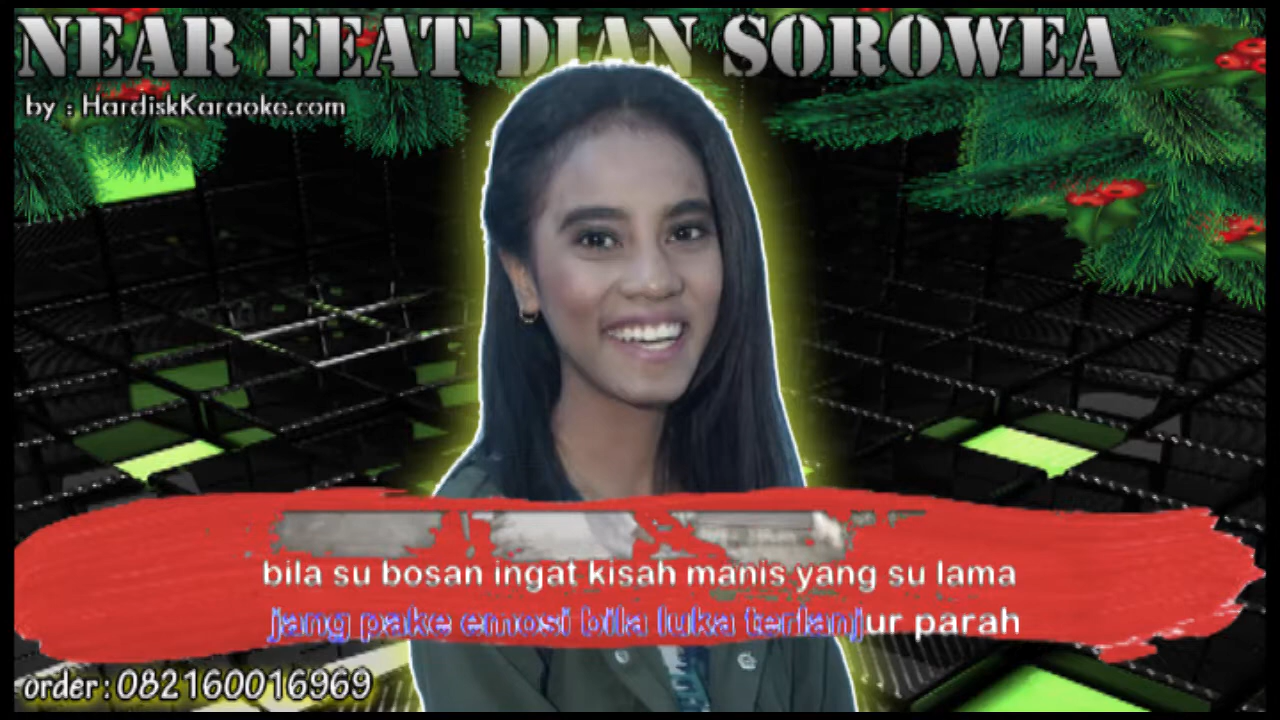 NEAR FEAT DIAN SOROWEA
by : HardiskKaraoke.com
bila su bosan ingat kisah manis yang su lama
jang pake emosi bila luka terlanjur parah
order : 082160016969